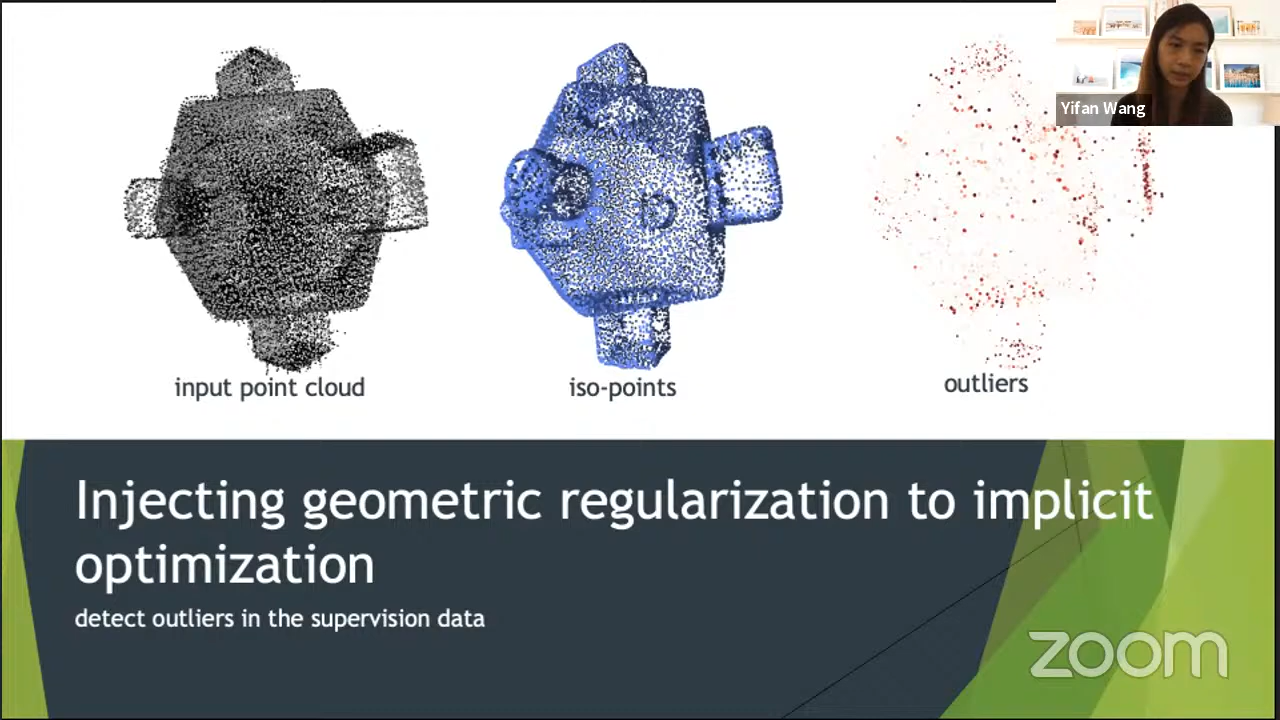 Yifan Wang
input point cloud
iso-points
outliers
Injecting geometric regularization to implicit
optimization
detect outliers in the supervision data
zoom